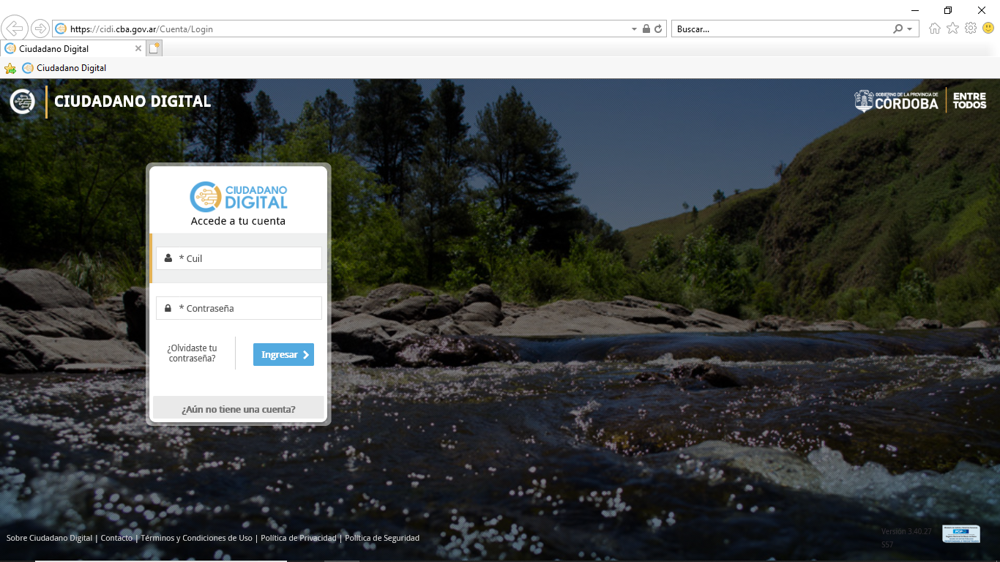 https://cidi.cba.gov.ar/Cuenta/Login
Buscar...
Ciudadano Digital
Ciudadano Digital
CIUDADANO DIGITAL
GOBIERNO DE LA PROVINCIA DE
CÓRDOBA
ENTRE
TODOS
CIUDADANO
DIGITAL
Accede a tu cuenta
* Cuil
* Contraseña
¿Olvidaste tu
contraseña?
Ingresar
¿Aún no tiene una cuenta?
Sobre Ciudadano Digital | Contacto | Términos y Condiciones de Uso | Política de Privacidad | Política de Seguridad
Versión 3.40.27
S57